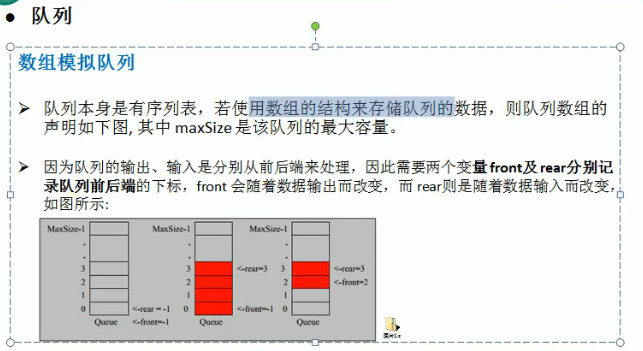 ● 队列
数组模拟队列
➢ 队列本身是有序列表，若使用数组的结构来存储队列的数据，则队列数组的
声明如下图, 其中 maxSize 是该队列的最大容量。
➢ 因为队列的输出、输入是分别从前后端来处理，因此需要两个变量 front及 rear分别记
录队列前后端的下标，front 会随着数据输出而改变，而 rear则是随着数据输入而改变，
如图所示:
MaxSize-1 MaxSize-1 MaxSize-1
. . .
. . .
3 3 <-rear=3 3 <-rear=3
2 2 2 <-front=2
1 1 1
0 <-rear = -1 0 <-front=-1 0
Queue <-front=-1 Queue Queue